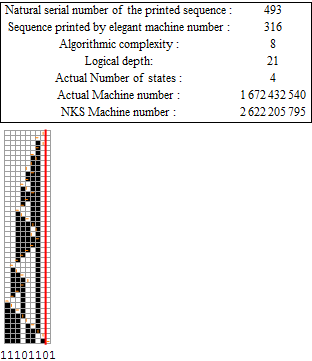 Natural serial number of the printed sequence : 493
Sequence printed by elegant machine number : 316
Algorithmic complexity : 8
Logical depth: 21
Actual Number of states : 4
Actual Machine number : 1 672 432 540
NKS Machine number : 2 622 205 795
11101101